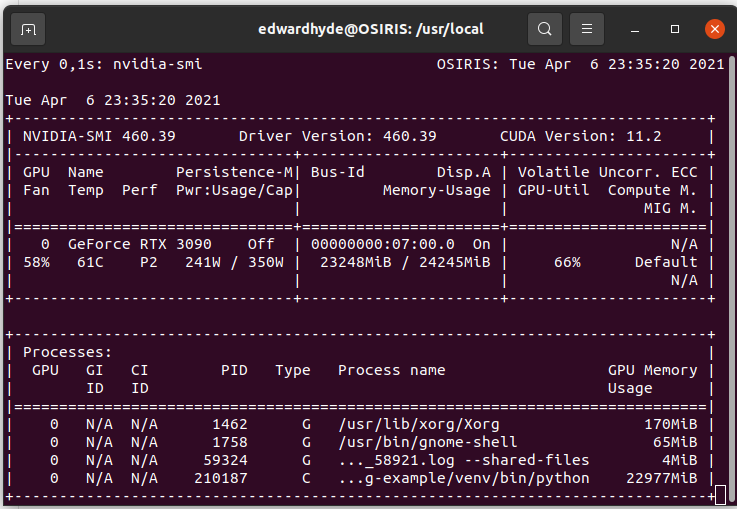 edwardhyde@OSIRIS: /usr/local
Every 0,1s: nvidia-smi                          OSIRIS: Tue Apr  6 23:35:20 2021

Tue Apr  6 23:35:20 2021
+-----------------------------------------------------------------------------+
| NVIDIA-SMI 460.39       Driver Version: 460.39       CUDA Version: 11.2     |
|-------------------------------+----------------------+----------------------+
| GPU  Name        Persistence-M| Bus-Id        Disp.A | Volatile Uncorr. ECC |
| Fan  Temp  Perf  Pwr:Usage/Cap|         Memory-Usage | GPU-Util  Compute M. |
|                               |                      |               MIG M. |
|===============================+======================+======================|
|   0  GeForce RTX 3090    Off  | 00000000:07:00.0  On |                  N/A |
| 58%   61C    P2   241W / 350W |  23248MiB / 24245MiB |     66%      Default |
|                               |                      |                  N/A |
+-------------------------------+----------------------+----------------------+

+-----------------------------------------------------------------------------+
| Processes:                                                                  |
|  GPU   GI   CI        PID   Type   Process name                  GPU Memory |
|        ID   ID                                                   Usage      |
|=============================================================================|
|    0   N/A  N/A      1462      G   /usr/lib/xorg/Xorg                170MiB |
|    0   N/A  N/A      1758      G   /usr/bin/gnome-shell               65MiB |
|    0   N/A  N/A     59324      G   ..._58921.log --shared-files        4MiB |
|    0   N/A  N/A    210187      C   ...g-example/venv/bin/python    22977MiB |
+-----------------------------------------------------------------------------+